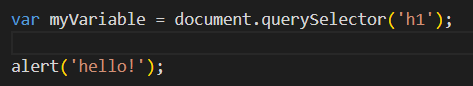 var myVariable = document.querySelector('h1');
alert('hello!');